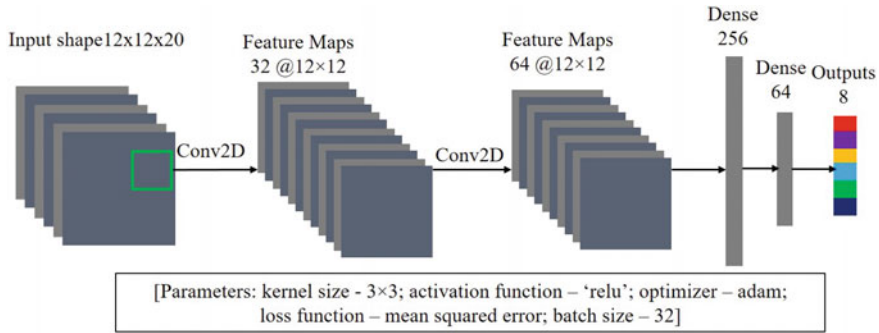 Input shape12x12x20
Feature Maps
32 @12×12
Feature Maps
64 @12×12
Dense
256
Dense
64
Outputs
8
Conv2D
Conv2D
[Parameters: kernel size - 3×3; activation function – ‘relu’; optimizer – adam;
loss function – mean squared error; batch size – 32]